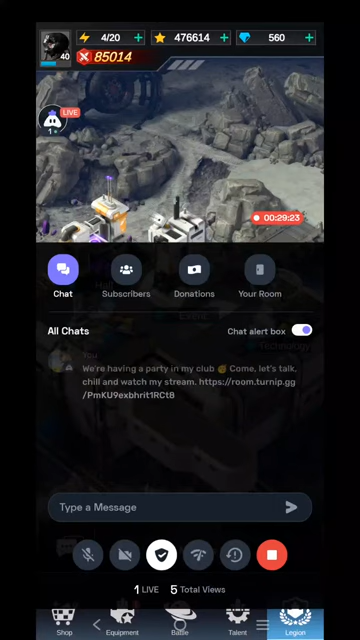 4/20
476614
560
40
85014
LIVE
1
00:29:23
Chat
Subscribers
Donations
Your Room
All Chats
Chat alert box
Technology
You
We're having a party in my club 🥳 Come, let's talk,
chill and watch my stream. https://room.turnip.gg
/PmKU9exbhrit1RCt8
Type a Message
1 LIVE
5 Total Views
Shop
Equipment
Battle
Talent
Legion